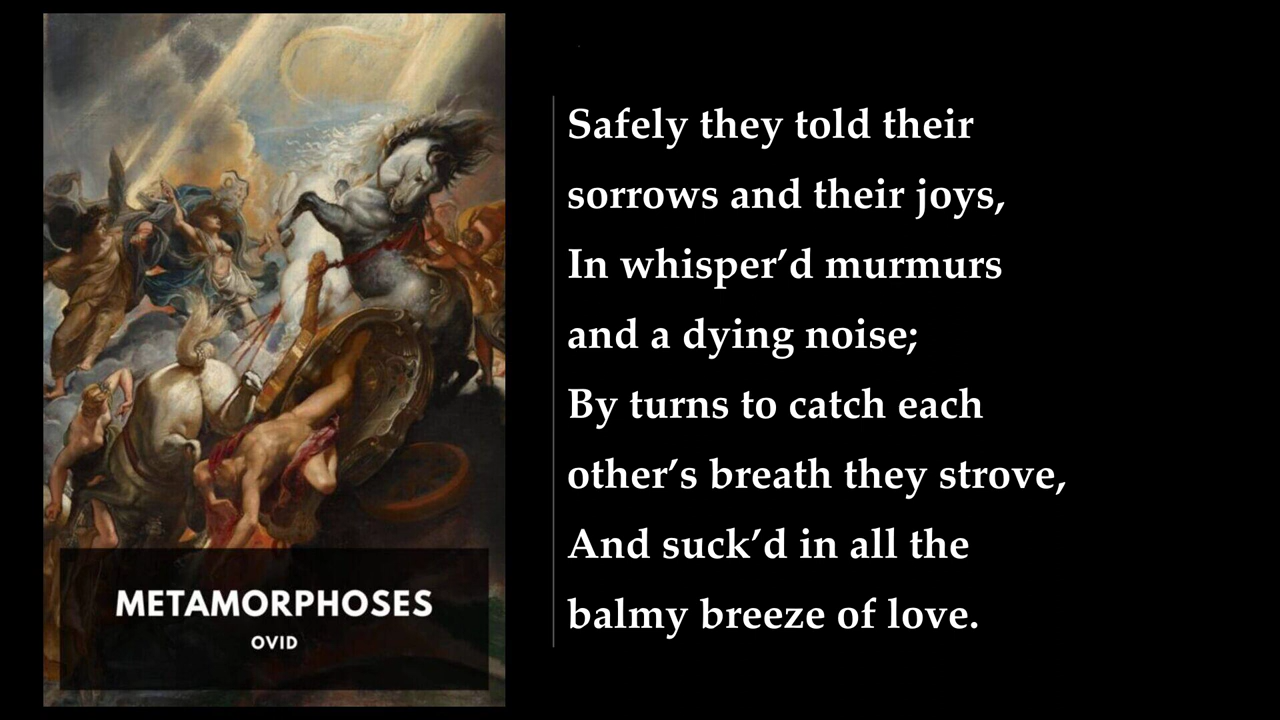 METAMORPHOSES
OVID
Safely they told their
sorrows and their joys,
In whisper’d murmurs
and a dying noise;
By turns to catch each
other’s breath they strove,
And suck’d in all the
balmy breeze of love.